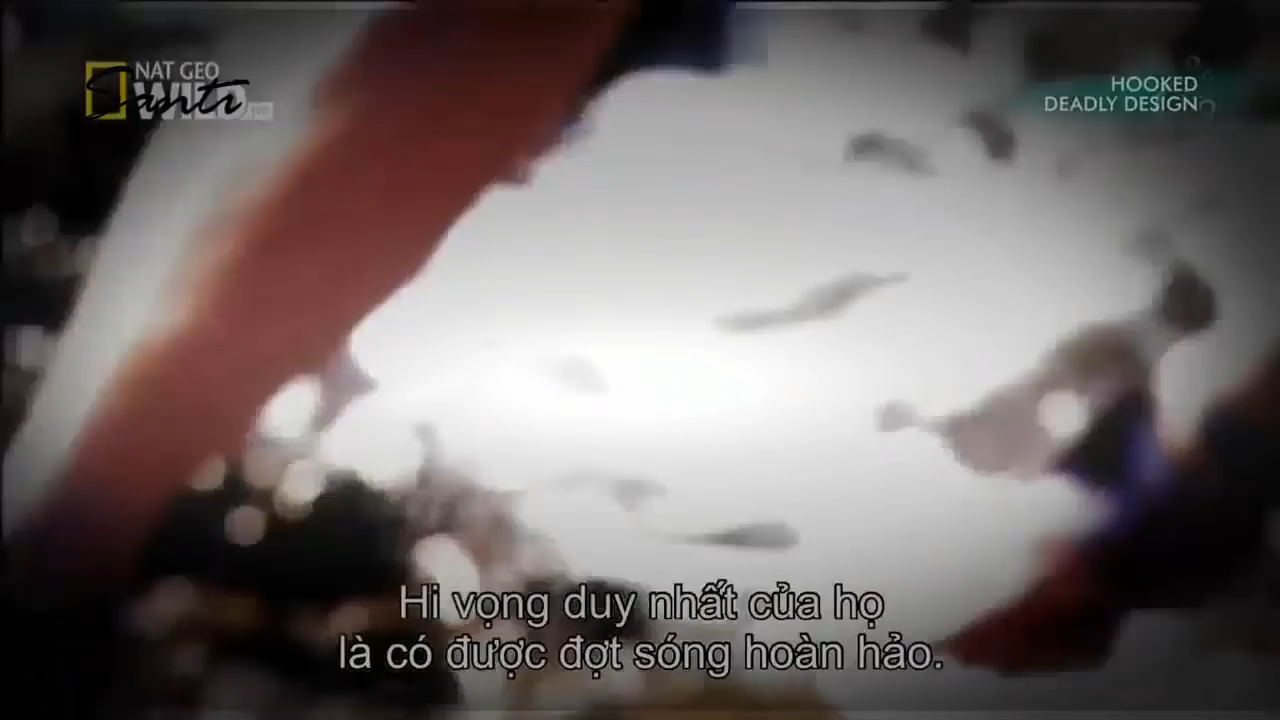 NAT GEO
WILD
Santi
HOOKED
DEADLY DESIGN
Hi vọng duy nhất của họ
là có được đợt sóng hoàn hảo.